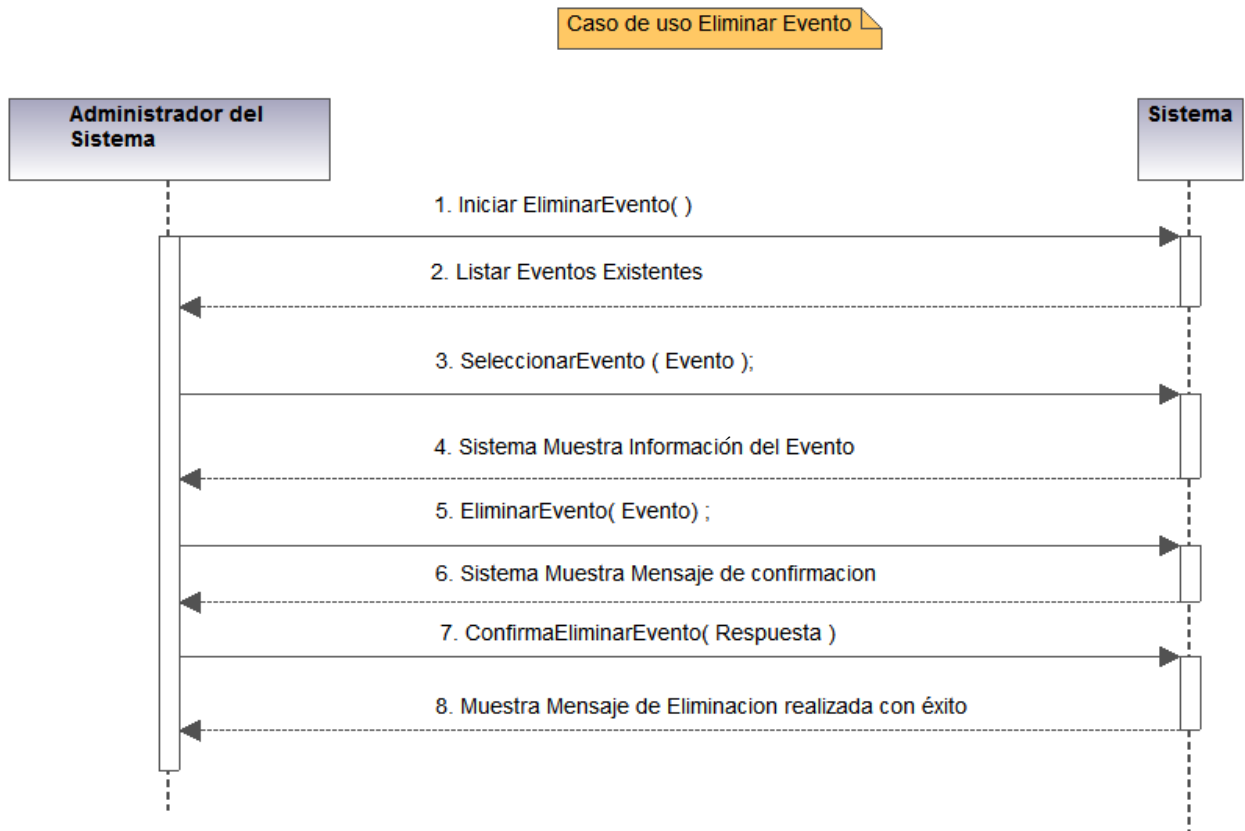 Caso de uso Eliminar Evento
Administrador del
Sistema
Sistema
1. Iniciar EliminarEvento( )
2. Listar Eventos Existentes
3. SeleccionarEvento ( Evento );
4. Sistema Muestra Información del Evento
5. EliminarEvento( Evento) ;
6. Sistema Muestra Mensaje de confirmacion
7. ConfirmaEliminarEvento( Respuesta )
8. Muestra Mensaje de Eliminacion realizada con éxito